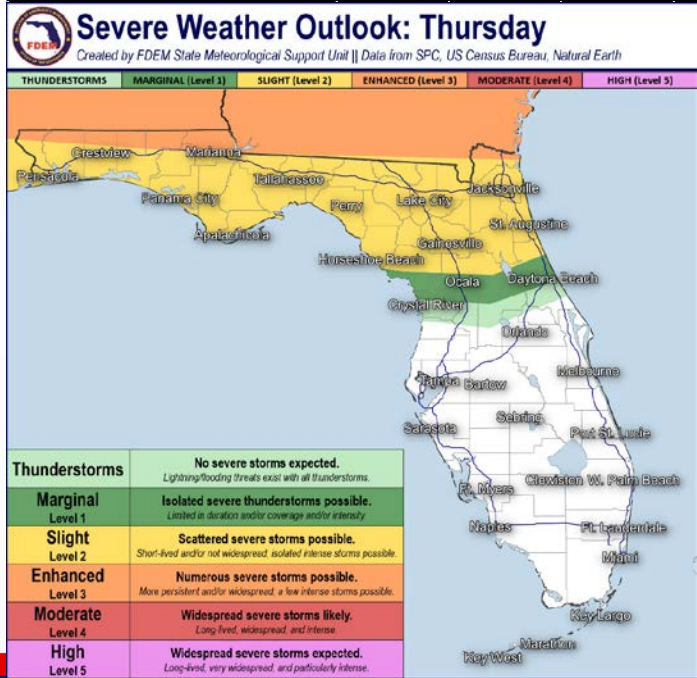 Severe Weather Outlook: Thursday
FDEM
Created by FDEM State Meteorological Support Unit || Data from SPC, US Census Bureau, Natural Earth
THUNDERSTORMS MARGINAL (Level 1) SLIGHT (Level 2) ENHANCED (Level 3) MODERATE (Level 4) HIGH (Level 5)
Crestview Marianna
Pensacola Tallahassee Jacksonville
Panama City Perry Lake City
Apalachicola St. Augustine
Gainesville
Horseshoe Beach
Ocala Daytona Beach
Crystal River
Orlando
Tampa Bartow Melbourne
Sebring
Sarasota Port St. Lucie
Clewiston W. Palm Beach
Ft. Myers
Naples Ft. Lauderdale
Miami
Key Largo
Marathon
Key West
Thunderstorms
No severe storms expected.
Lightning/flooding threats exist with all thunderstorms.
Marginal
Level 1
Isolated severe thunderstorms possible.
Limited in duration and/or coverage and/or intensity
Slight
Level 2
Scattered severe storms possible.
Short-lived and/or not widespread, isolated intense storms possible.
Enhanced
Level 3
Numerous severe storms possible.
More persistent and/or widespread, a few intense storms possible.
Moderate
Level 4
Widespread severe storms likely.
Long-lived, widespread, and intense.
High
Level 5
Widespread severe storms expected.
Long-lived, very widespread, and particularly intense.